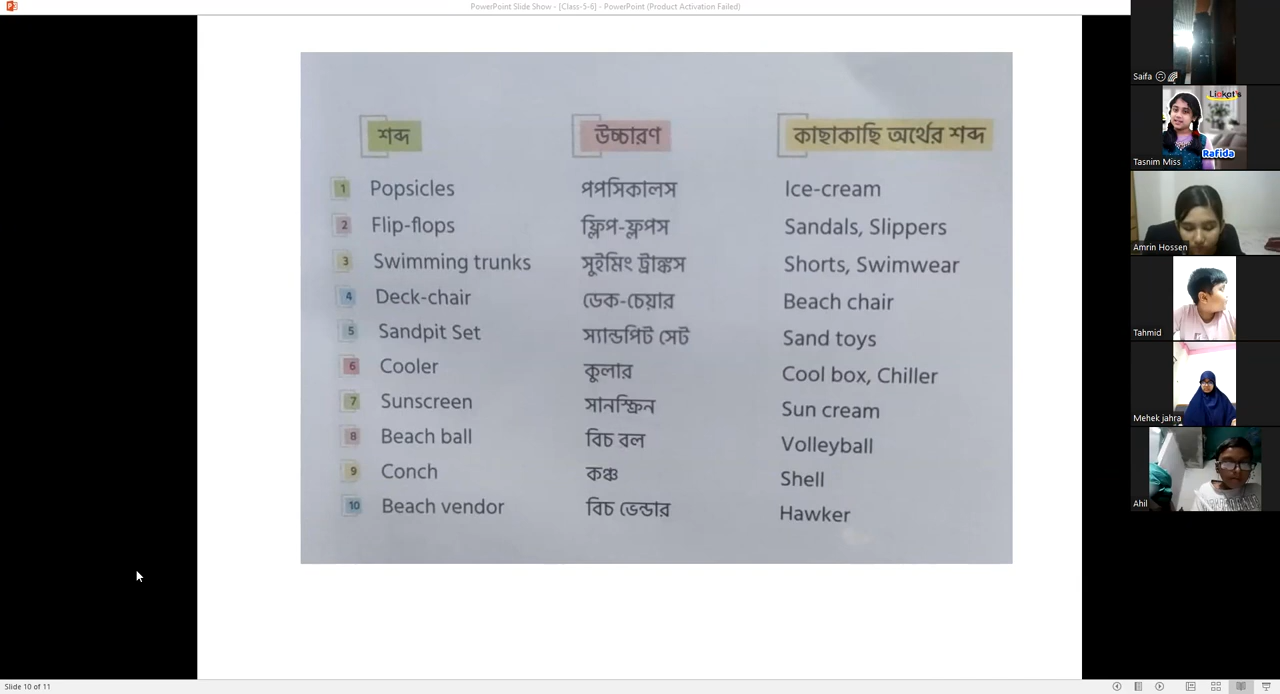 PowerPoint Slide Show - [Class-5-6] - PowerPoint (Product Activation Failed)
শব্দ উচ্চারণ কাছাকাছি অর্থের শব্দ
1 Popsicles পপসিকালস Ice-cream
2 Flip-flops ফ্লিপ-ফ্লপস Sandals, Slippers
3 Swimming trunks সুইমিং ট্রাঙ্কস Shorts, Swimwear
4 Deck-chair ডেক-চেয়ার Beach chair
5 Sandpit Set স্যান্ডপিট সেট Sand toys
6 Cooler কুলার Cool box, Chiller
7 Sunscreen সানস্ক্রিন Sun cream
8 Beach ball বিচ বল Volleyball
9 Conch কঞ্চ Shell
10 Beach vendor বিচ ভেন্ডার Hawker
Saifa
Liakat's
Rafida
Tasnim Miss
Amrin Hossen
Tahmid
Mehek jahra
Ahil
Slide 10 of 11